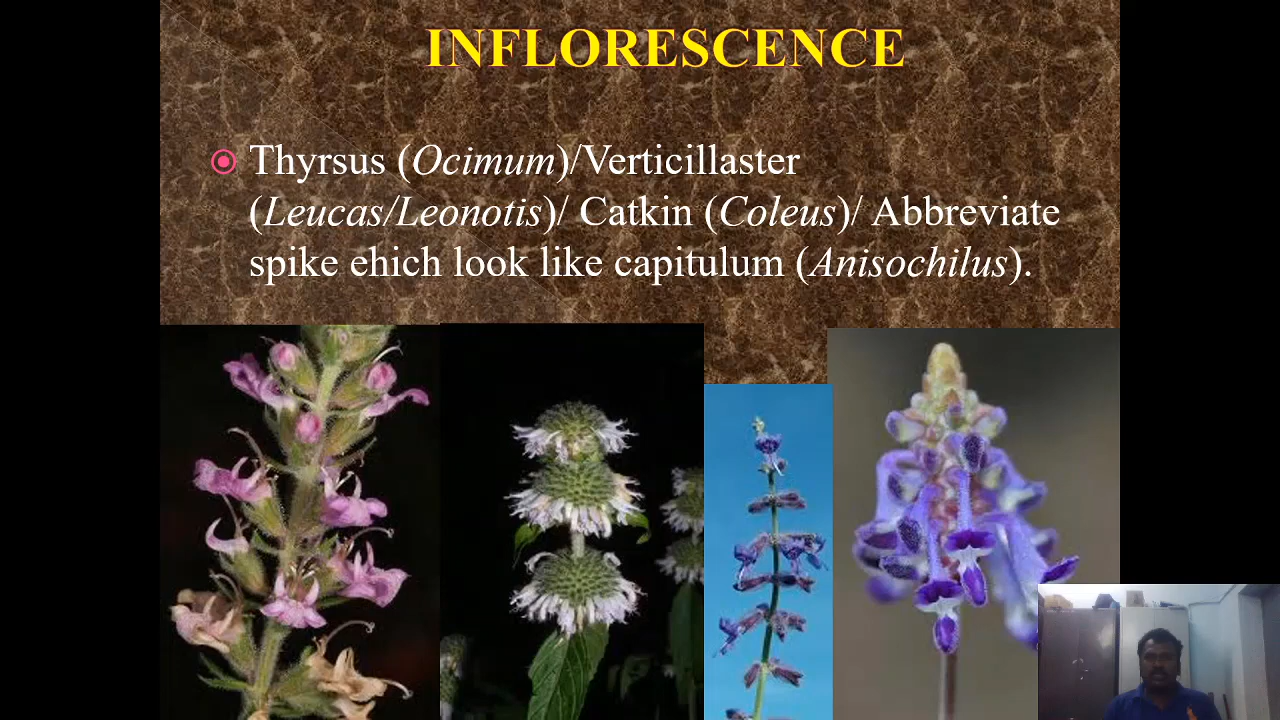 INFLORESCENCE
Thyrsus (Ocimum)/Verticillaster
(Leucas/Leonotis)/ Catkin (Coleus)/ Abbreviate
spike ehich look like capitulum (Anisochilus).